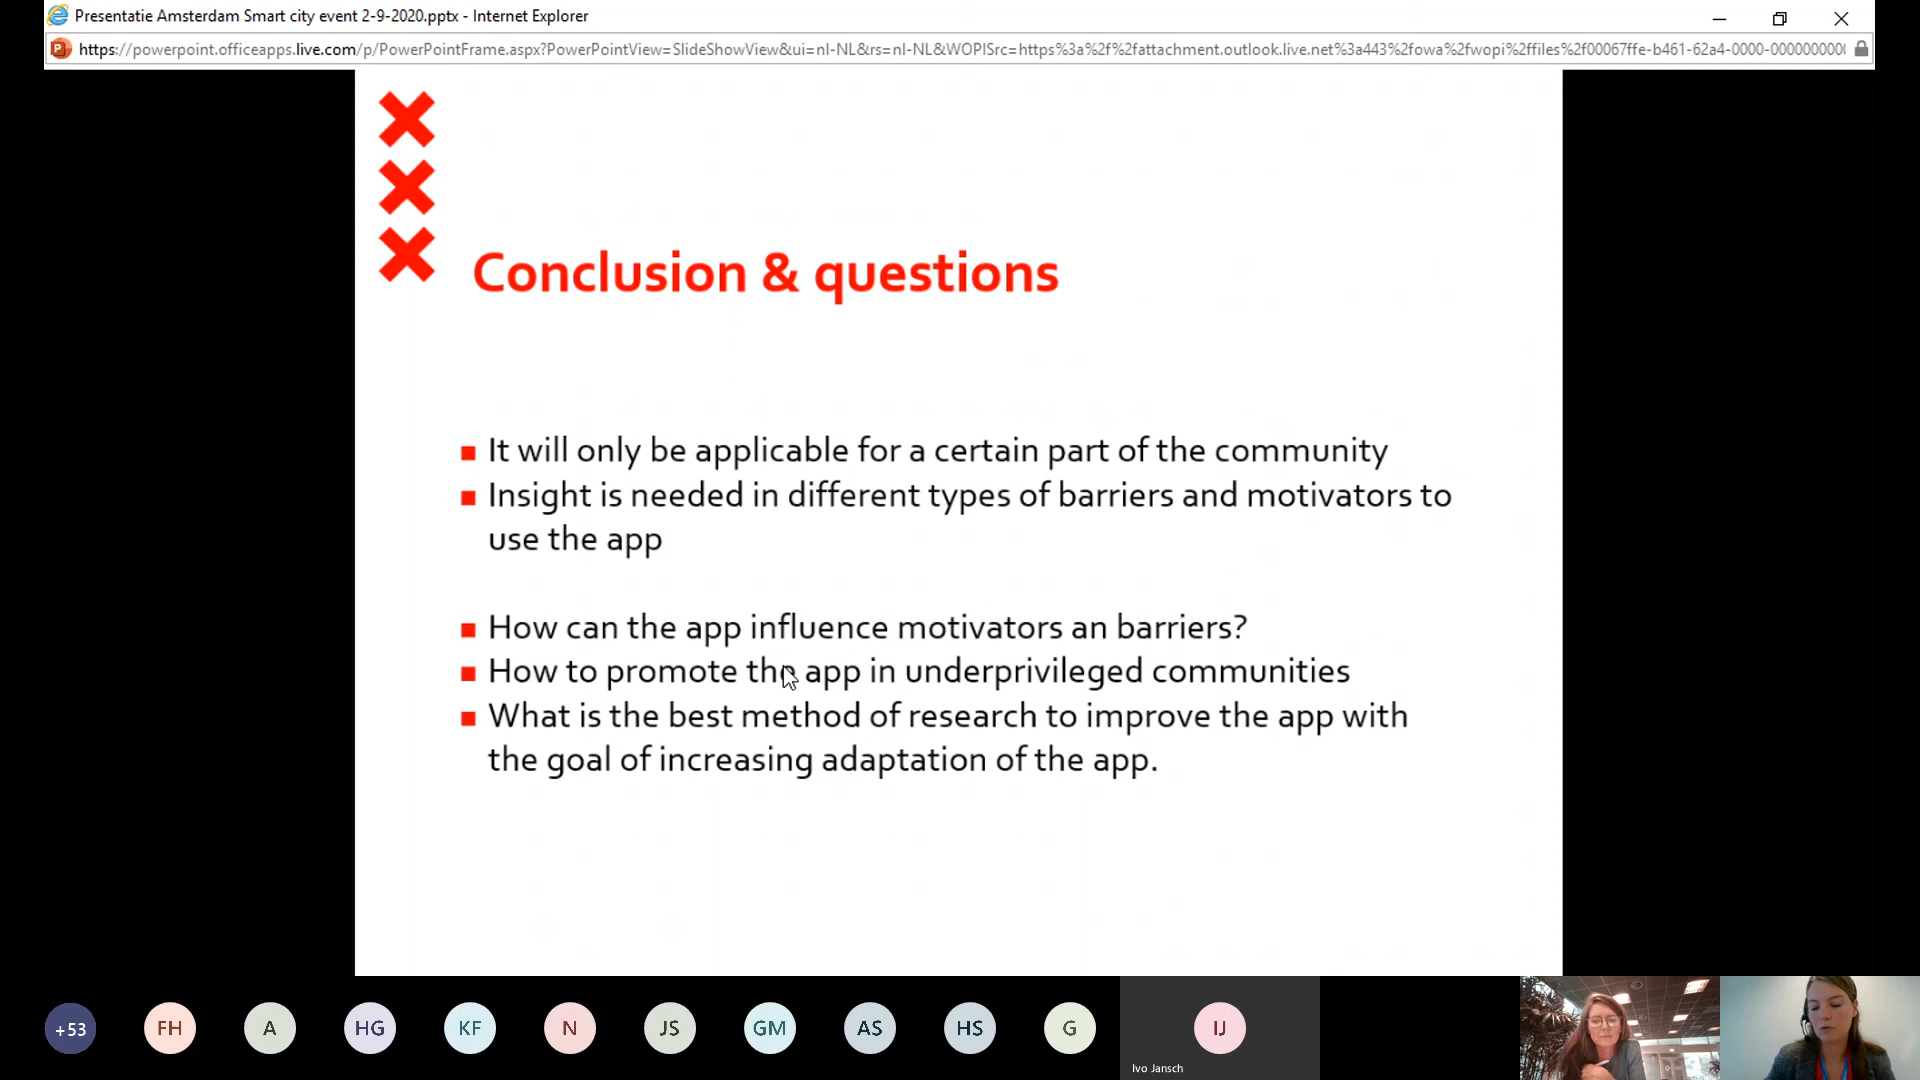 Presentatie Amsterdam Smart city event 2-9-2020.pptx - Internet Explorer
https://powerpoint.officeapps.live.com/p/PowerPointFrame.aspx?PowerPointView=SlideShowView&ui=nl-NL&rs=nl-NL&WOPISrc=https%3a%2f%2fattachment.outlook.live.net%3a443%2fowa%2fwopi%2ffiles%2f00067ffe-b461-62a4-0000-0000000000
Conclusion & questions
It will only be applicable for a certain part of the community
Insight is needed in different types of barriers and motivators to
use the app
How can the app influence motivators an barriers?
How to promote the app in underprivileged communities
What is the best method of research to improve the app with
the goal of increasing adaptation of the app.
+53 FH A HG KF N JS GM AS HS G IJ
Ivo Jansch